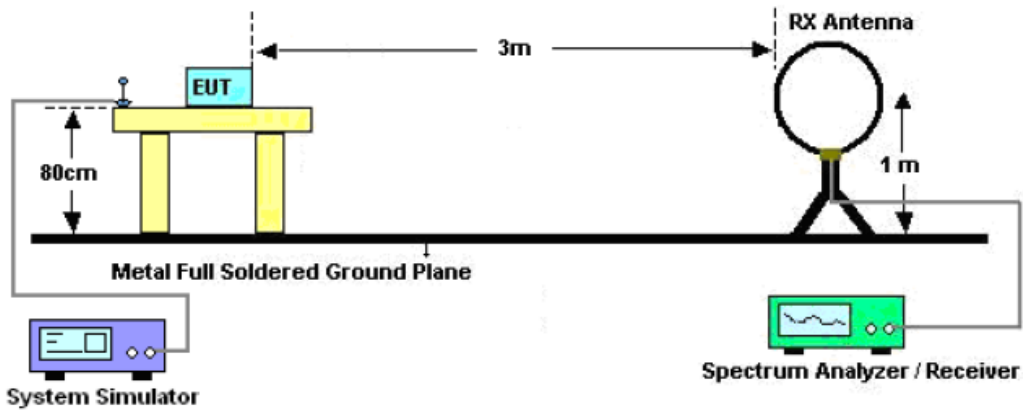 RX Antenna
3m
EUT
80cm
1 m
Metal Full Soldered Ground Plane
System Simulator
Spectrum Analyzer / Receiver